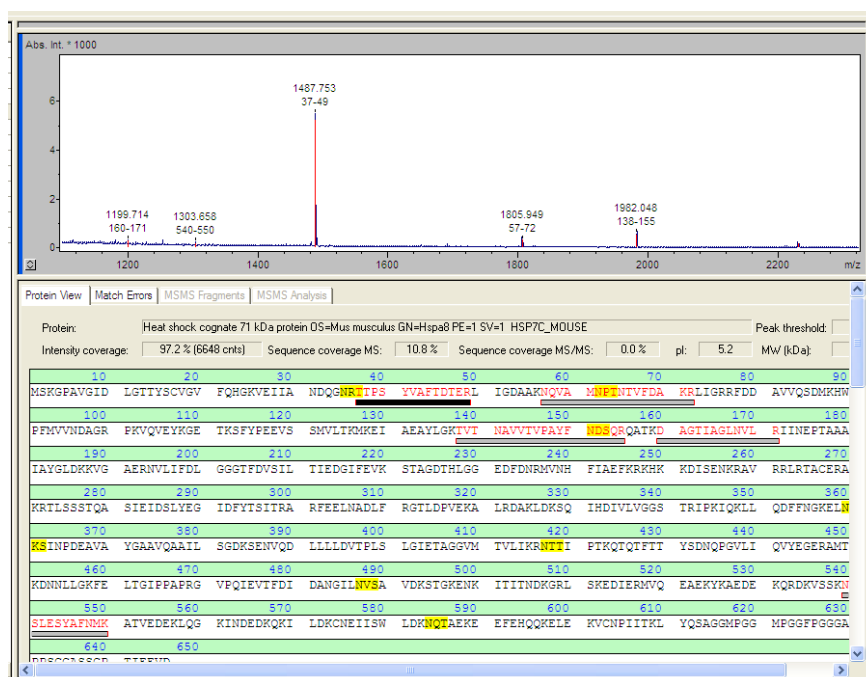 Abs. Int. * 1000
1487.753
37-49
6
4
2
0
1199.714
160-171
1303.658
540-550
1805.949
57-72
1982.048
138-155
1200 1400 1600 1800 2000 2200 m/z
Protein View Match Errors MSMS Fragments MSMS Analysis
Protein: Heat shock cognate 71 kDa protein OS=Mus musculus GN=Hspa8 PE=1 SV=1 HSP7C_MOUSE Peak threshold:
Intensity coverage: 97.2 % (6648 cnts) Sequence coverage MS: 10.8 % Sequence coverage MS/MS: 0.0 % pI: 5.2 MW (kDa):
10 20 30 40 50 60 70 80 90
MSKGPAVGID LGTTYSCVGV FQHGKVEIIA NDQGNRTTPS YVAFTDTERL IGDAAKNQVA MNPTNTVFDA KRLIGRRFDD AVVQSDMKHW
100 110 120 130 140 150 160 170 180
PFMVVNDAGR PKVQVEYKGE TKSFYPEEVS SMVLTKMKEI AEAYLGKTVT NAVVTVPAYF NDSQRQATKD AGTIAGLNVL RIINEPTAAA
190 200 210 220 230 240 250 260 270
IAYGLDKKVG AERNVLIFDL GGGTFDVSIL TIEDGIFEVK STAGDTHLGG EDFDNRMVNH FIAEFKRKHK KDISENKRAV RRLRTACERA
280 290 300 310 320 330 340 350 360
KRTLSSSTQA SIEIDSLYEG IDFYTSITRA RFEELNADLF RGTLDPVEKA LRDAKLDKSQ IHDIVLVGGS TRIPKIQKLL QDFFNGKELN
370 380 390 400 410 420 430 440 450
KSINPDEAVA YGAAVQAAIL SGDKSENVQD LLLLDVTPLS LGIETAGGVM TVLIKRNTTI PTKQTQTFTT YSDNQPGVLI QVYEGERAMT
460 470 480 490 500 510 520 530 540
KDNNLLGKFE LTGIPPAPRG VPQIEVTFDI DANGILNVSA VDKSTGKENK ITITNDKGRL SKEDIERMVQ EAEKYKAEDE KQRDKVSSKN
550 560 570 580 590 600 610 620 630
SLESYAFNMK ATVEDEKLQG KINDEDKQKI LDKCNEIISW LDKNQTAEKE EFEHQQKELE KVCNPIITKL YQSAGGMPGG MPGGFPGGGA
640 650